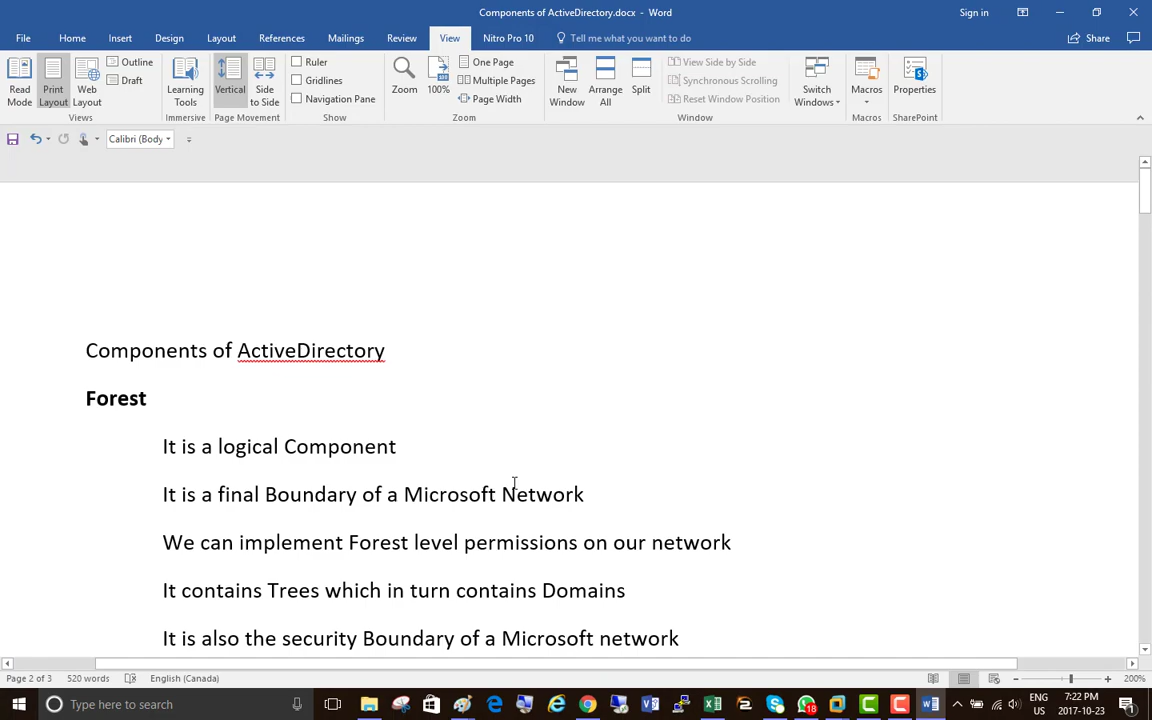 Components of ActiveDirectory.docx - Word
Sign in
File Home Insert Design Layout References Mailings Review View Nitro Pro 10 Tell me what you want to do Share
Read Mode
Print Layout
Web Layout
Outline
Draft
Views
Learning Tools
Immersive
Vertical
Side to Side
Page Movement
Ruler
Gridlines
Navigation Pane
Show
Zoom
100%
One Page
Multiple Pages
Page Width
Zoom
New Window
Arrange All
Split
View Side by Side
Synchronous Scrolling
Reset Window Position
Window
Switch Windows
Macros
Macros
Properties
SharePoint
Calibri (Body
Components of ActiveDirectory
Forest
It is a logical Component
It is a final Boundary of a Microsoft Network
We can implement Forest level permissions on our network
It contains Trees which in turn contains Domains
It is also the security Boundary of a Microsoft network
Page 2 of 3 520 words English (Canada) 200%
Type here to search
18
ENG
US
7:22 PM
2017-10-23
1